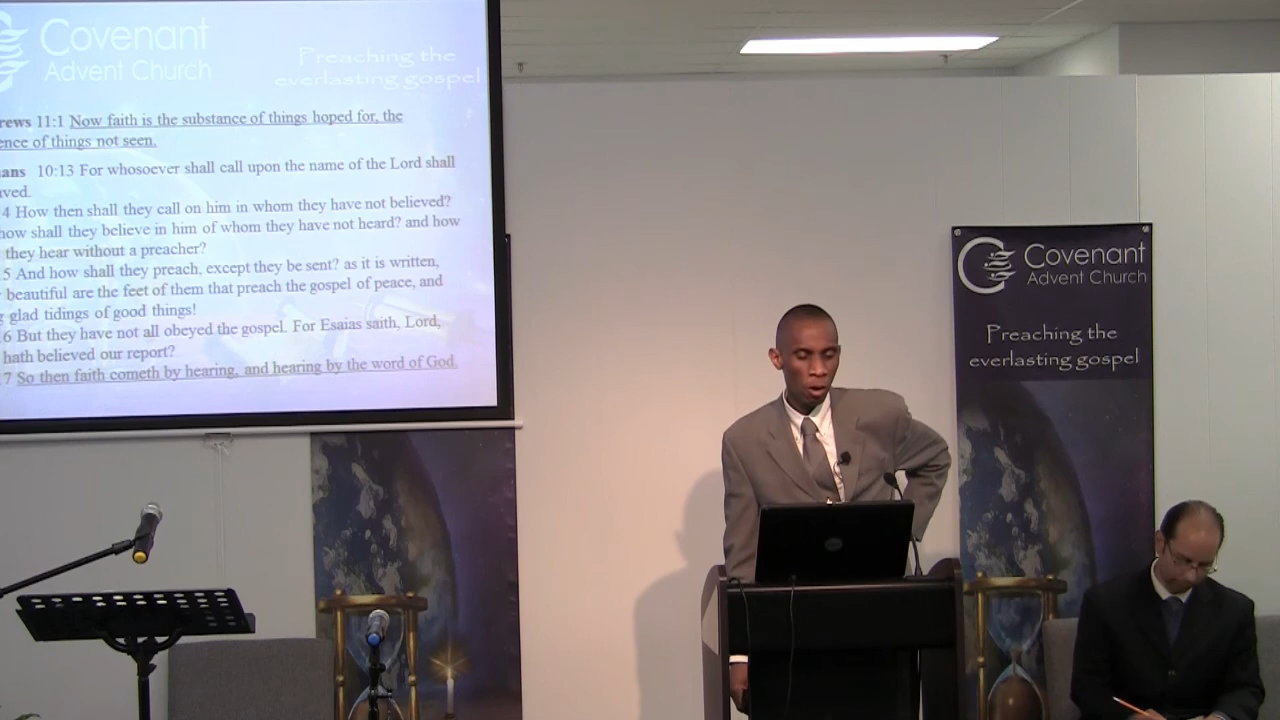 Covenant
Advent Church
Preaching the
everlasting gospel
rews 11:1 Now faith is the substance of things hoped for, the
ence of things not seen.
ans 10:13 For whosoever shall call upon the name of the Lord shall
ved.
4 How then shall they call on him in whom they have not believed?
how shall they believe in him of whom they have not heard? and how
they hear without a preacher?
5 And how shall they preach, except they be sent? as it is written,
beautiful are the feet of them that preach the gospel of peace, and
g glad tidings of good things!
6 But they have not all obeyed the gospel. For Esaias saith, Lord,
hath believed our report?
7 So then faith cometh by hearing, and hearing by the word of God.
Covenant
Advent Church
Preaching the
everlasting gospel